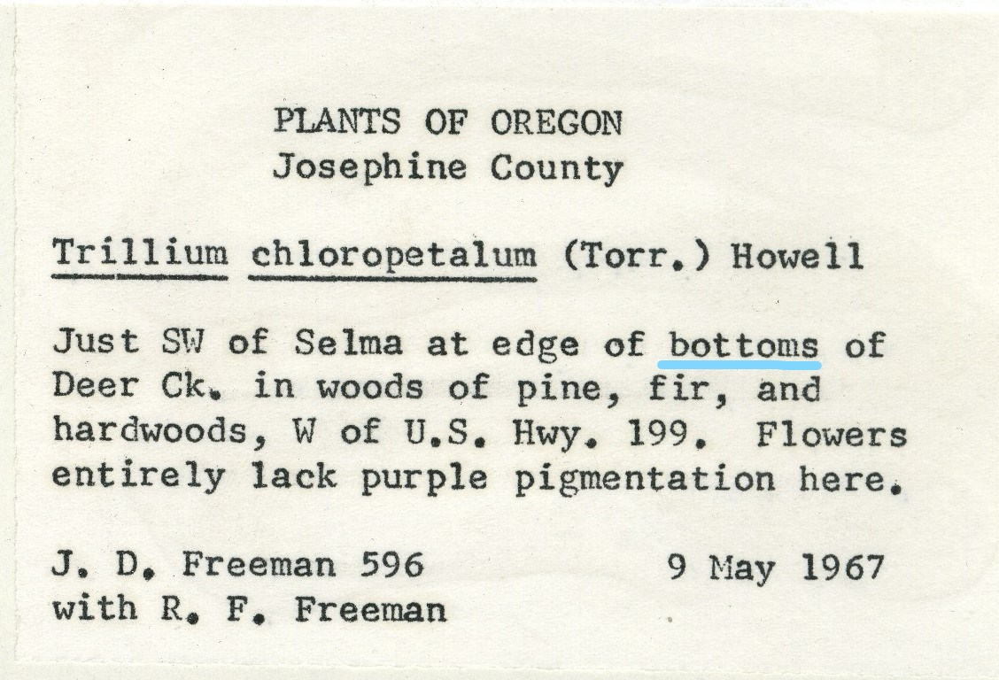 PLANTS OF OREGON
Josephine County
Trillium chloropetalum (Torr.) Howell
Just SW of Selma at edge of bottoms of
Deer Ck. in woods of pine, fir, and
hardwoods, W of U.S. Hwy. 199. Flowers
entirely lack purple pigmentation here.
J. D. Freeman 596 9 May 1967
with R. F. Freeman